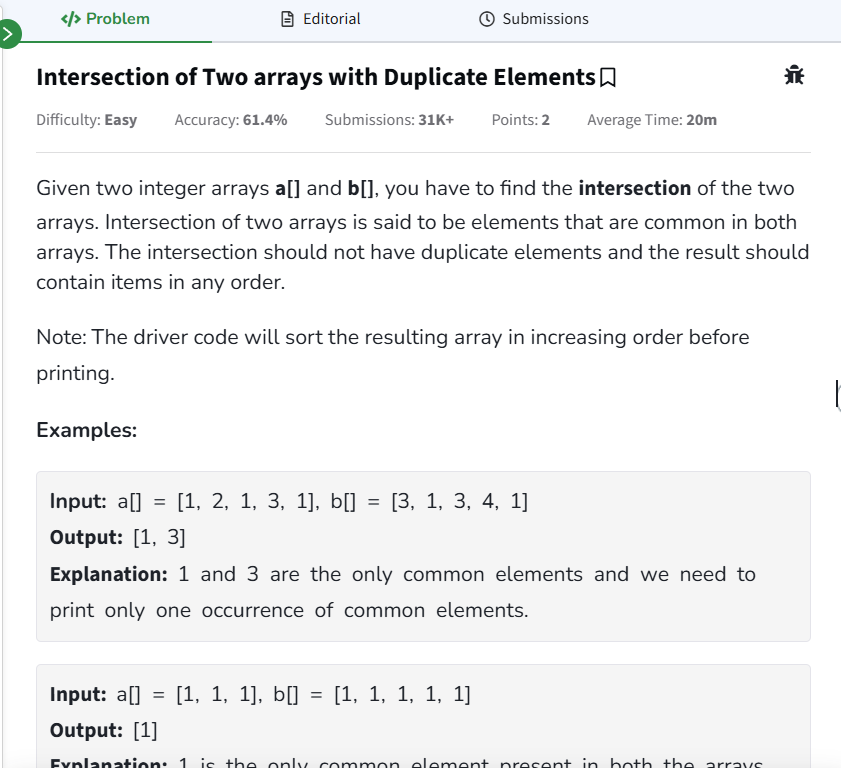 </> Problem
Editorial
Submissions
Intersection of Two arrays with Duplicate Elements
Difficulty: Easy Accuracy: 61.4% Submissions: 31K+ Points: 2 Average Time: 20m
Given two integer arrays a[] and b[], you have to find the intersection of the two
arrays. Intersection of two arrays is said to be elements that are common in both
arrays. The intersection should not have duplicate elements and the result should
contain items in any order.
Note: The driver code will sort the resulting array in increasing order before
printing.
Examples:
Input: a[] = [1, 2, 1, 3, 1], b[] = [3, 1, 3, 4, 1]
Output: [1, 3]
Explanation: 1 and 3 are the only common elements and we need to
print only one occurrence of common elements.
Input: a[] = [1, 1, 1], b[] = [1, 1, 1, 1, 1]
Output: [1]
Explanation: 1 is the only common element present in both the arrays